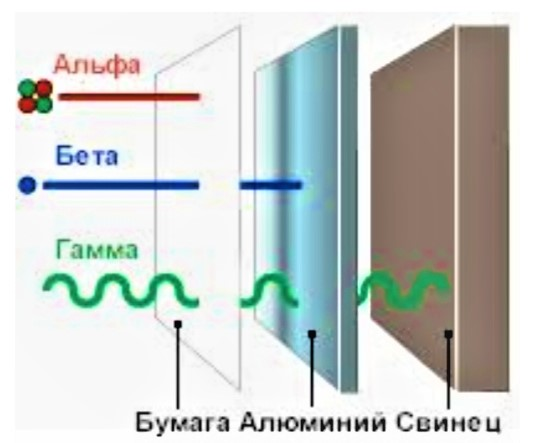 Альфа
Бета
Гамма
Бумага Алюминий Свинец